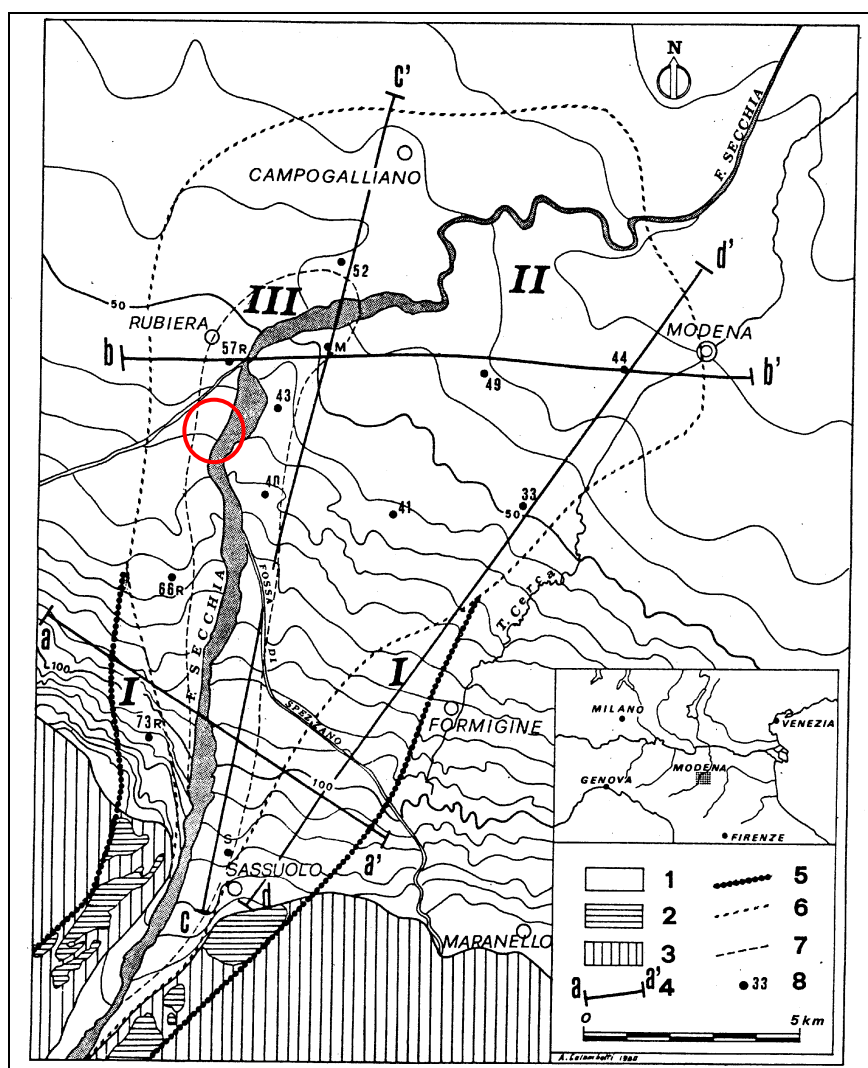 N
C'
F. SECCHIA
CAMPOGALLIANO
d'
52
II
III
50
RUBIERA
MODENA
57R
M
b
44
b'
49
43
40
33
41
50
T. Cerca
FOSSA
DI
SPEZZANO
66R
F. SECCHIA
a
I
I
100
73R
FORMIGINE
100
S
a'
SASSUOLO
d
C
MARANELLO
MILANO
VENEZIA
MODENA
GENOVA
FIRENZE
1
5
2
6
3
7
a
a'
4
33
8
0
5 km